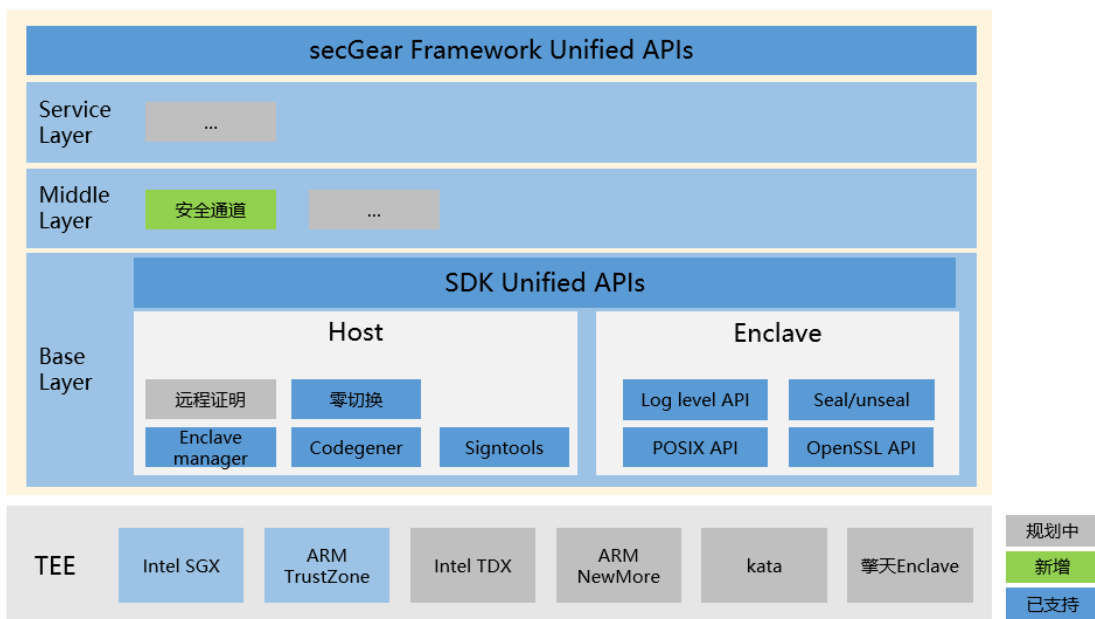 secGear Framework Unified APIs
Service
Layer
...
Middle
Layer
安全通道
...
SDK Unified APIs
Base
Layer
Host
远程证明
零切换
Enclave
manager
Codegener
Signtools
Enclave
Log level API
Seal/unseal
POSIX API
OpenSSL API
TEE
Intel SGX
ARM
TrustZone
Intel TDX
ARM
NewMore
kata
擎天Enclave
规划中
新增
已支持